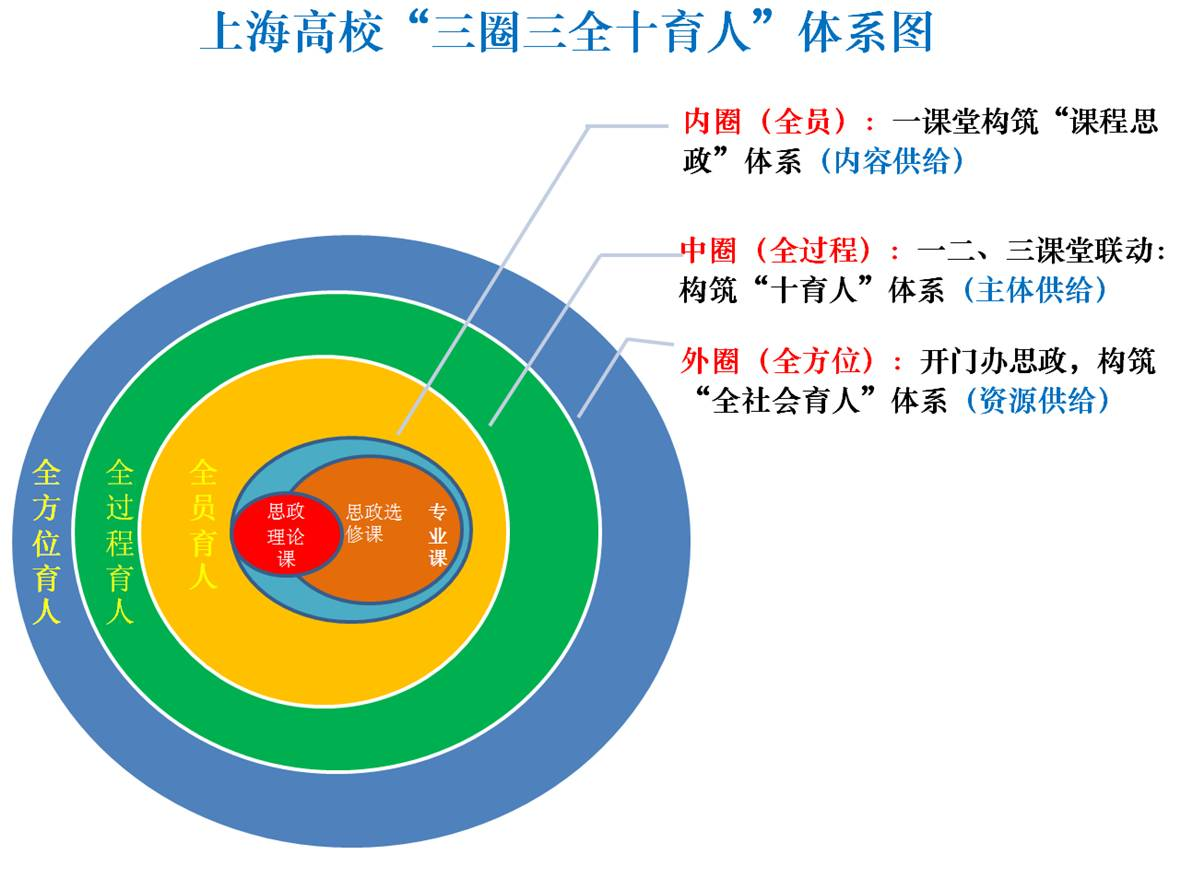 上海高校“三圈三全十育人”体系图
内圈（全员）：一课堂构筑“课程思
政”体系（内容供给）
中圈（全过程）：一二、三课堂联动：
构筑“十育人”体系（主体供给）
外圈（全方位）：开门办思政，构筑
“全社会育人”体系（资源供给）
全方位育人
全过程育人
全员育人
思政
理论
课
思政选
修课
专业课